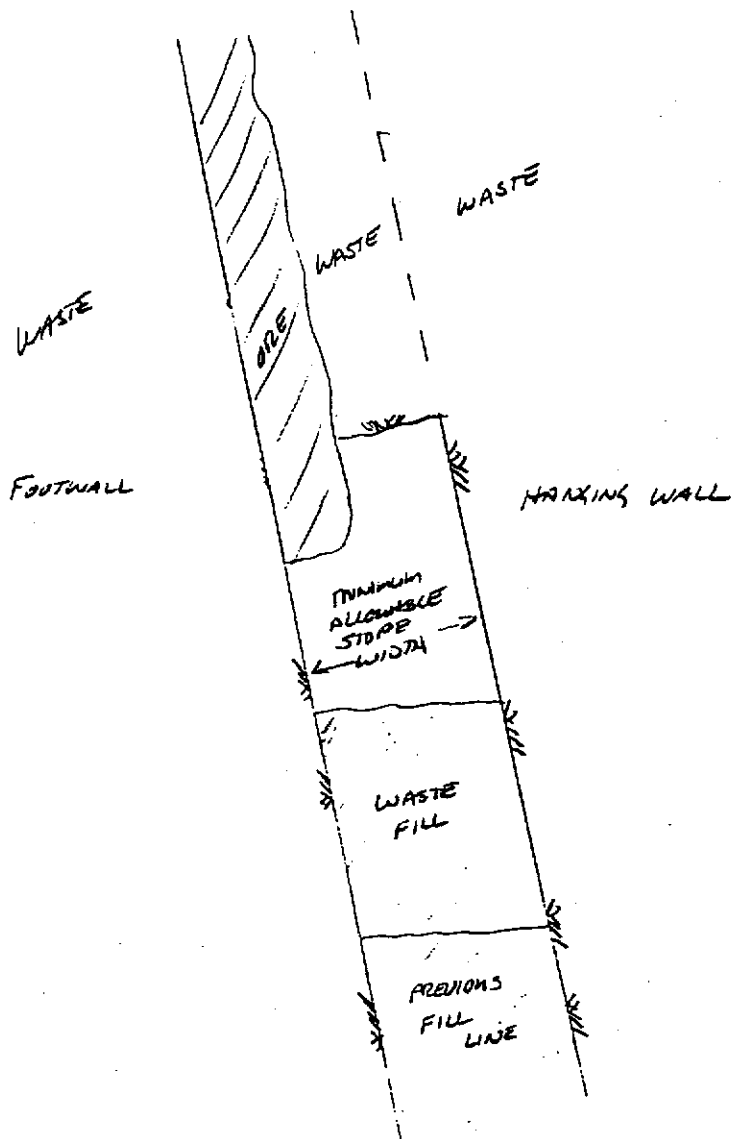 WASTE
WASTE
WASTE
ORE
FOOTWALL
HANGING WALL
MINIMUM
ALLOWABLE
STOPE
WIDTH
WASTE
FILL
PREVIOUS
FILL
LINE